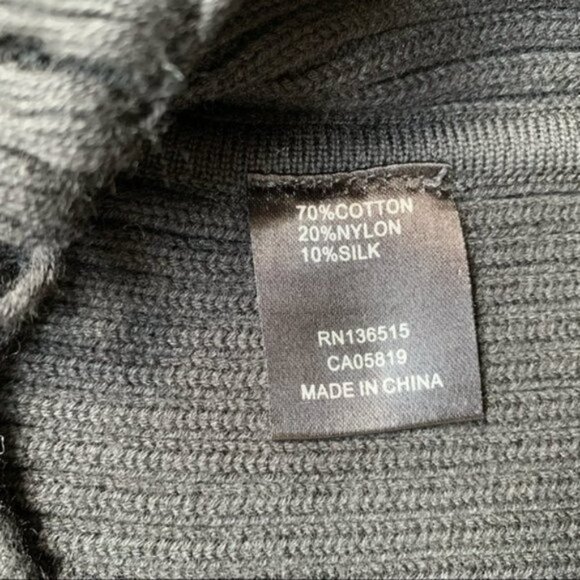 70%COTTON
20%NYLON
10%SILK
RN136515
CA05819
MADE IN CHINA